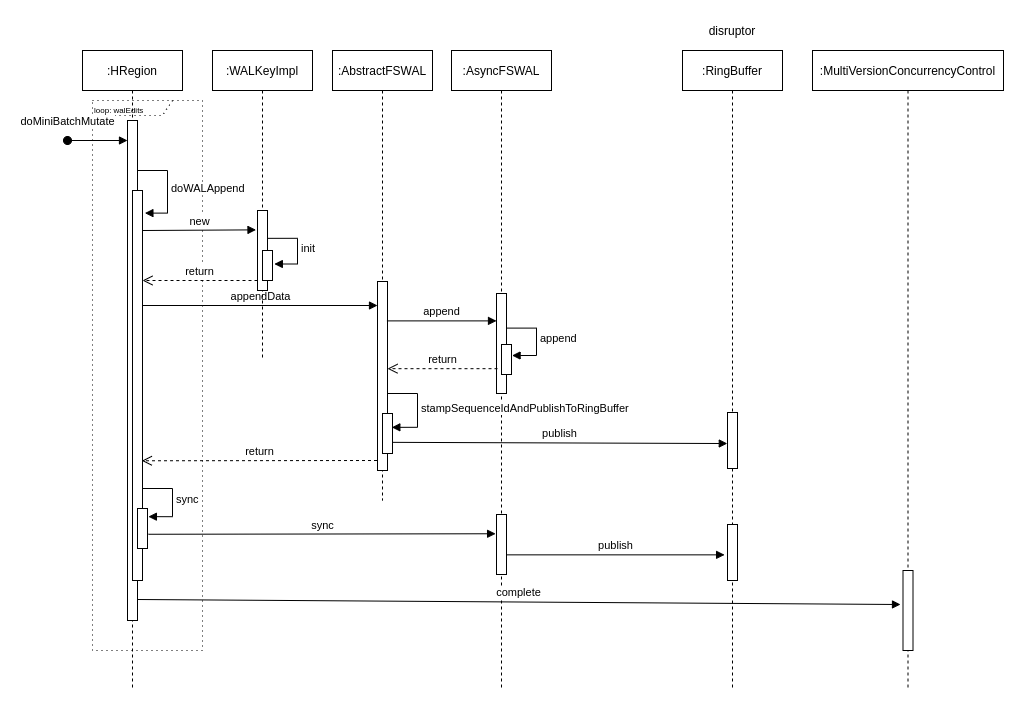 disruptor
:HRegion
:WALKeyImpl
:AbstractFSWAL
:AsyncFSWAL
:RingBuffer
:MultiVersionConcurrencyControl
loop: walEdits
doMiniBatchMutate
doWALAppend
new
init
return
appendData
append
append
return
stampSequenceIdAndPublishToRingBuffer
publish
return
sync
sync
publish
complete